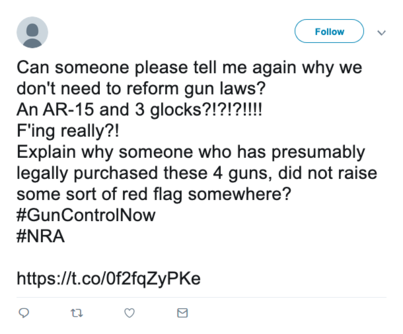 Follow
Can someone please tell me again why we
don't need to reform gun laws?
An AR-15 and 3 glocks?!?!?!!!!
F'ing really?!
Explain why someone who has presumably
legally purchased these 4 guns, did not raise
some sort of red flag somewhere?
#GunControlNow
#NRA
https://t.co/0f2fqZyPKe